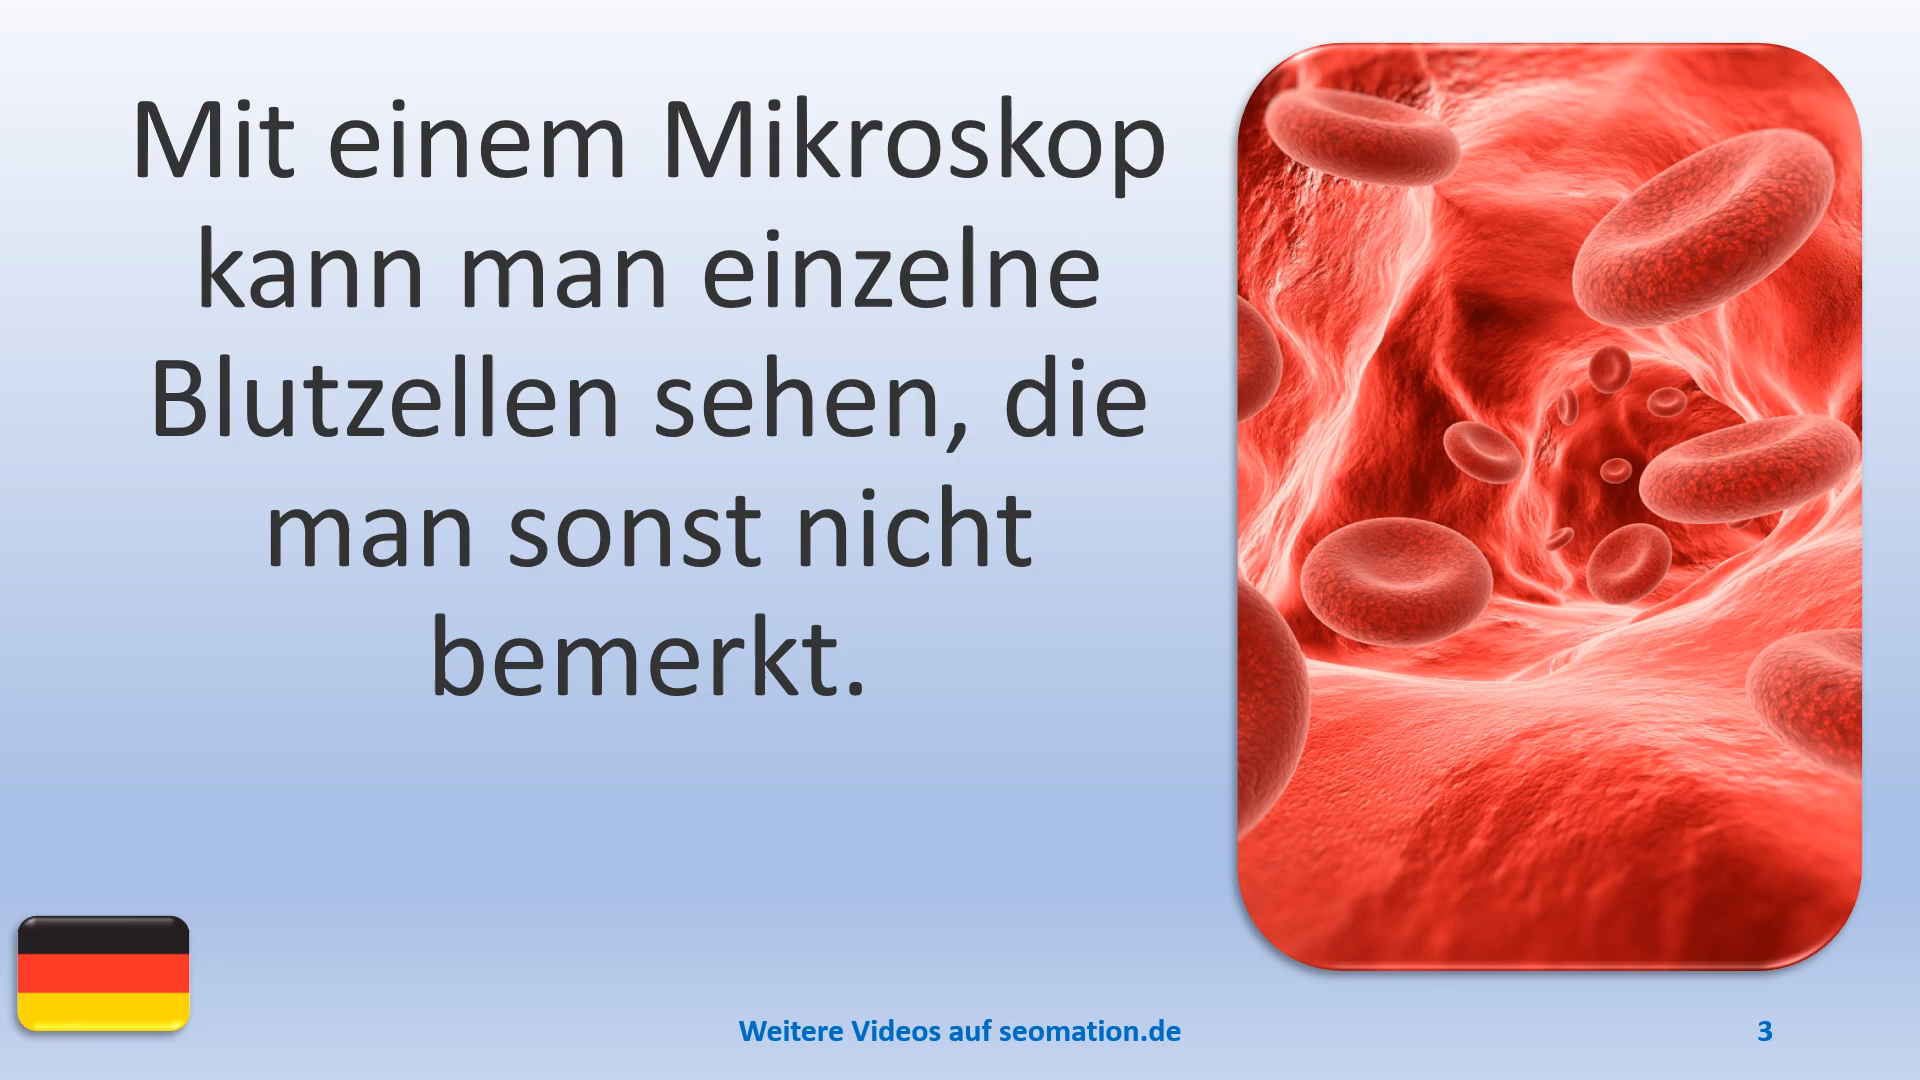 Mit einem Mikroskop
kann man einzelne
Blutzellen sehen, die
man sonst nicht
bemerkt.
Weitere Videos auf seomation.de
3